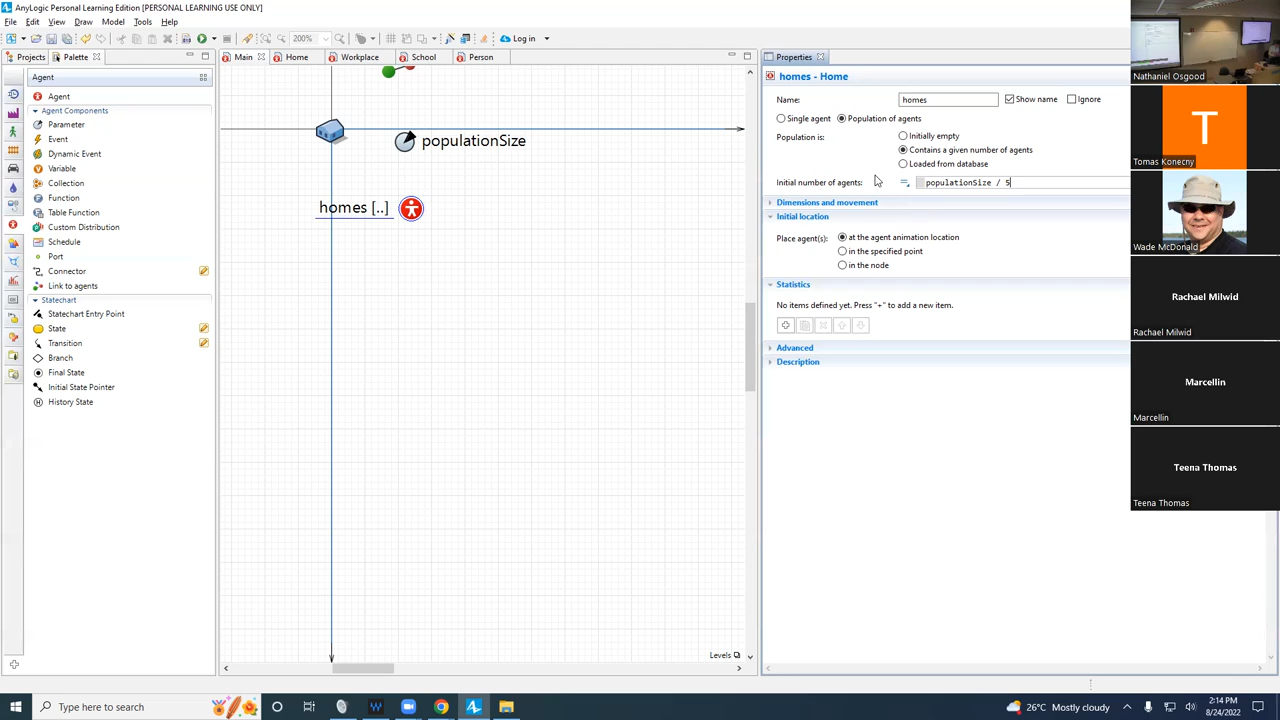 AnyLogic Personal Learning Edition [PERSONAL LEARNING USE ONLY]
File Edit View Draw Model Tools Help
200% Log in
Projects Palette
Main Home Workplace School Person
Properties
Agent
Agent
Agent Components
Parameter
Event
Dynamic Event
Variable
Collection
Function
Table Function
Custom Distribution
Schedule
Port
Connector
Link to agents
Statechart
Statechart Entry Point
State
Transition
Branch
Final State
Initial State Pointer
History State
populationSize
homes [..]
Levels
homes - Home
Name: homes Show name Ignore
Single agent Population of agents
Population is: Initially empty
Contains a given number of agents
Loaded from database
Initial number of agents: populationSize / 5
Dimensions and movement
Initial location
Place agent(s): at the agent animation location
in the specified point
in the node
Statistics
No items defined yet. Press "+" to add a new item.
Advanced
Description
Nathaniel Osgood
T
Tomas Konecny
Wade McDonald
Rachael Milwid
Rachael Milwid
Marcellin
Marcellin
Teena Thomas
Teena Thomas
Type here to search
26°C Mostly cloudy
2:14 PM
8/24/2022